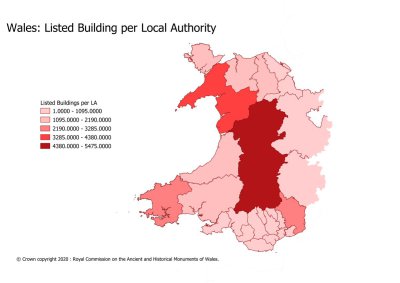 Wales: Listed Building per Local Authority
Listed Buildings per LA
1.0000 - 1095.0000
1095.0000 - 2190.0000
2190.0000 - 3285.0000
3285.0000 - 4380.0000
4380.0000 - 5475.0000
© Crown copyright 2020 : Royal Commission on the Ancient and Historical Monuments of Wales.